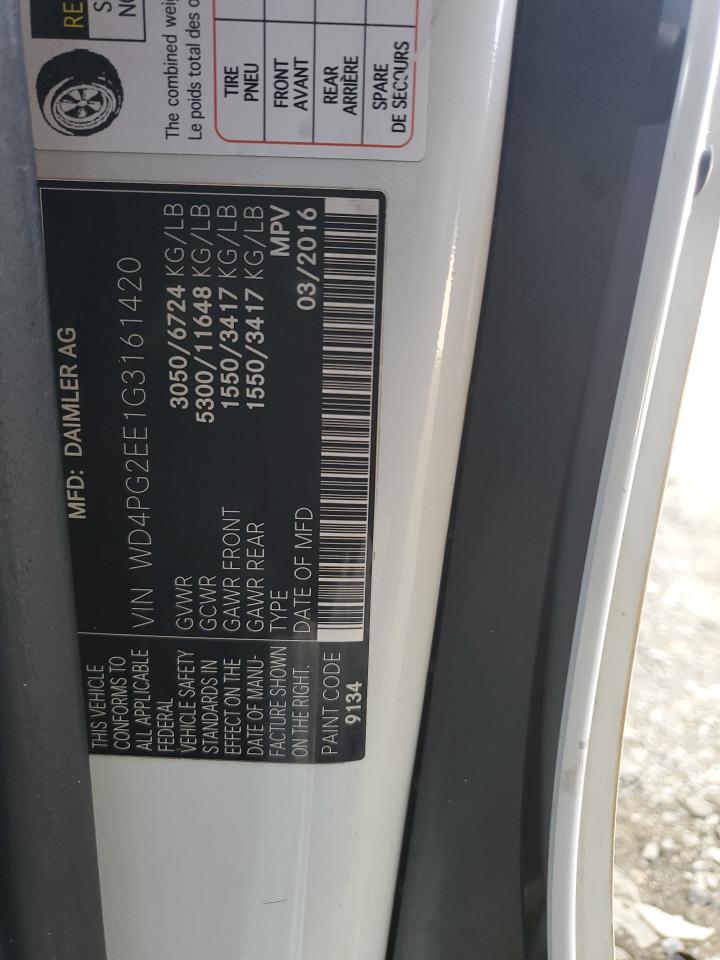 MFD: DAIMLER AG
VIN WD4PG2EE1G3161420
GVWR 3050/6724 KG/LB
GCWR 5300/11648 KG/LB
GAWR FRONT 1550/3417 KG/LB
GAWR REAR 1550/3417 KG/LB
TYPE MPV
DATE OF MFD 03/2016
THIS VEHICLE
CONFORMS TO
ALL APPLICABLE
FEDERAL
VEHICLE SAFETY
STANDARDS IN
EFFECT ON THE
DATE OF MANU-
FACTURE SHOWN
ON THE RIGHT.
PAINT CODE
9134
The combined
Le poids total des
TIRE
PNEU
FRONT
AVANT
REAR
ARRIÈRE
SPARE
DE SECOURS